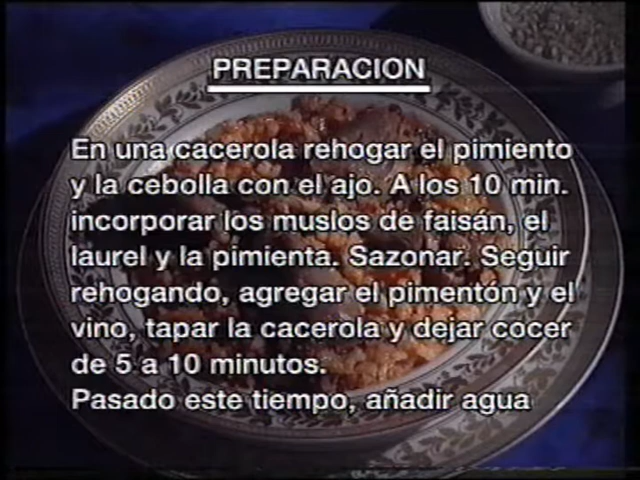 PREPARACION
En una cacerola rehogar el pimiento
y la cebolla con el ajo. A los 10 min.
incorporar los muslos de faisán, el
laurel y la pimienta. Sazonar. Seguir
rehogando, agregar el pimentón y el
vino, tapar la cacerola y dejar cocer
de 5 a 10 minutos.
Pasado este tiempo, añadir agua